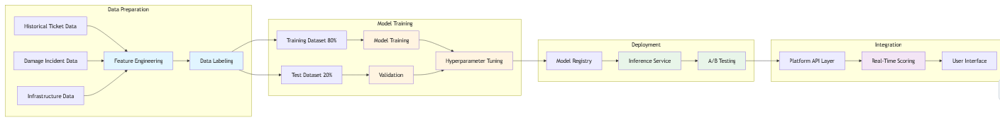 Data Preparation
Historical Ticket Data
Damage Incident Data
Infrastructure Data
Feature Engineering
Data Labeling
Model Training
Training Dataset 80%
Model Training
Test Dataset 20%
Validation
Hyperparameter Tuning
Deployment
Model Registry
Inference Service
A/B Testing
Integration
Platform API Layer
Real-Time Scoring
User Interface